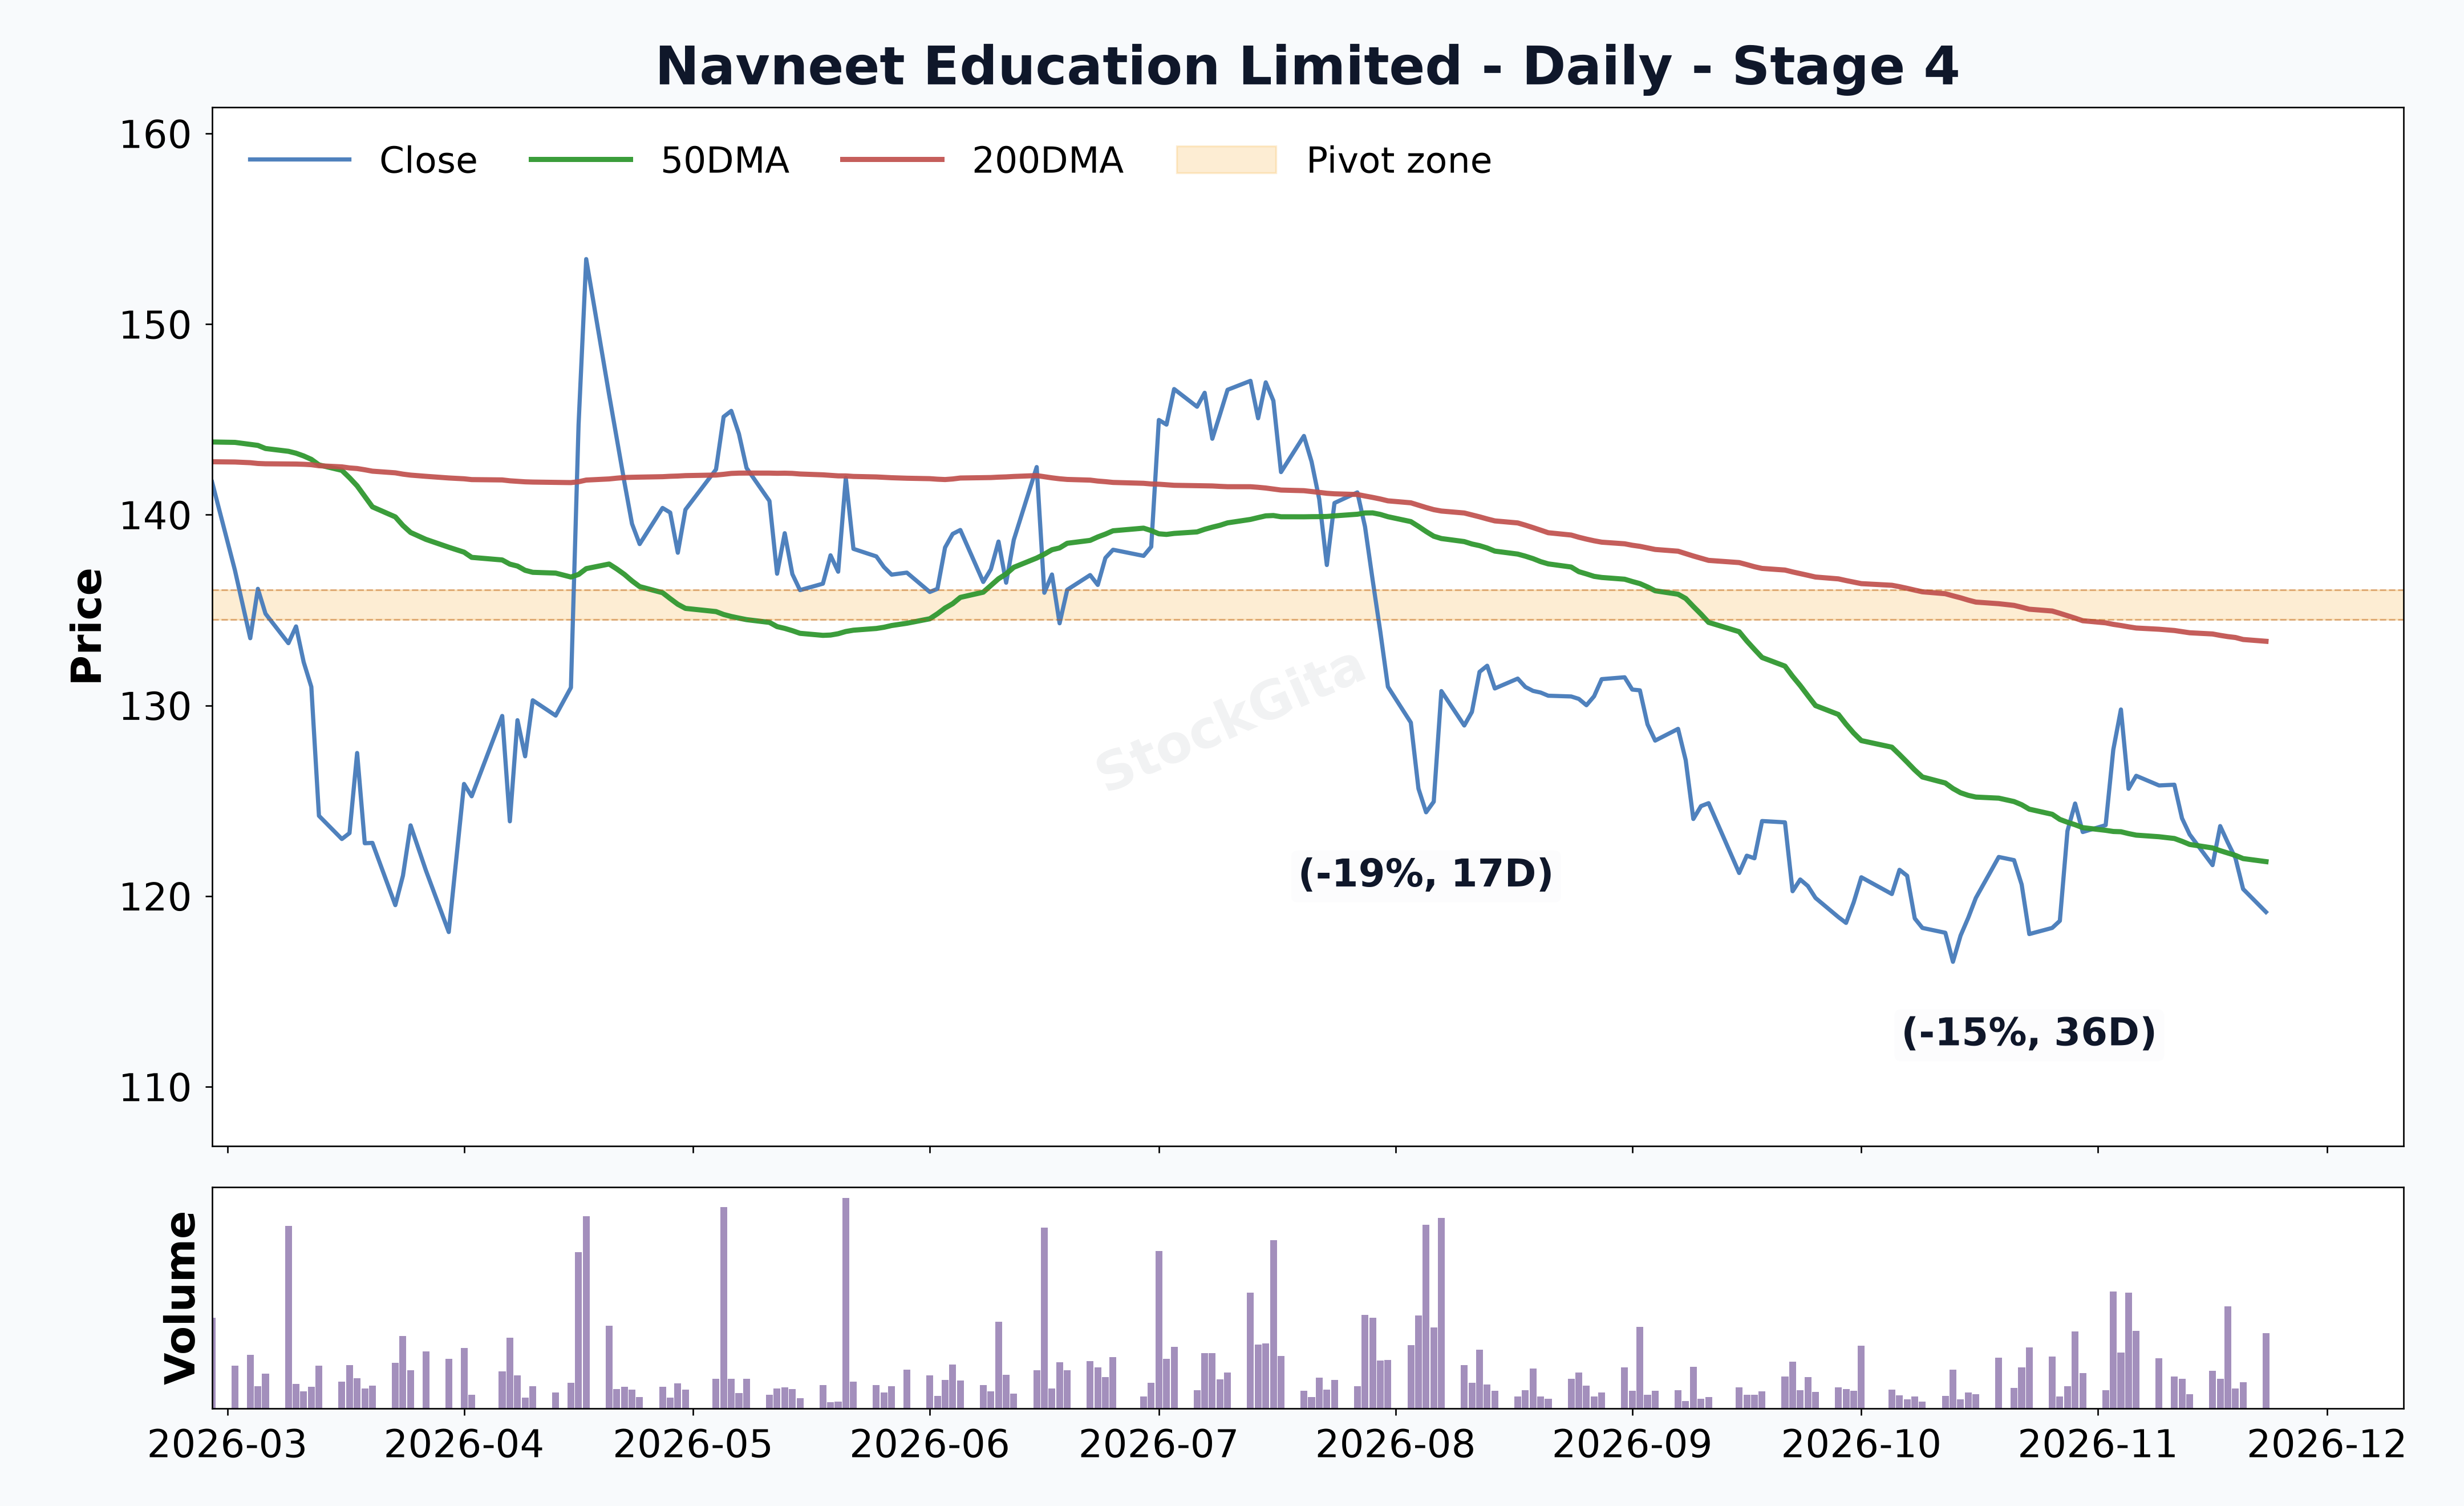 Navneet Education Limited - Daily - Stage 4
Close 50DMA 200DMA Pivot zone
Price
160
150
140
130
120
110
StockGita
(-19%, 17D)
(-15%, 36D)
Volume
2026-03 2026-04 2026-05 2026-06 2026-07 2026-08 2026-09 2026-10 2026-11 2026-12